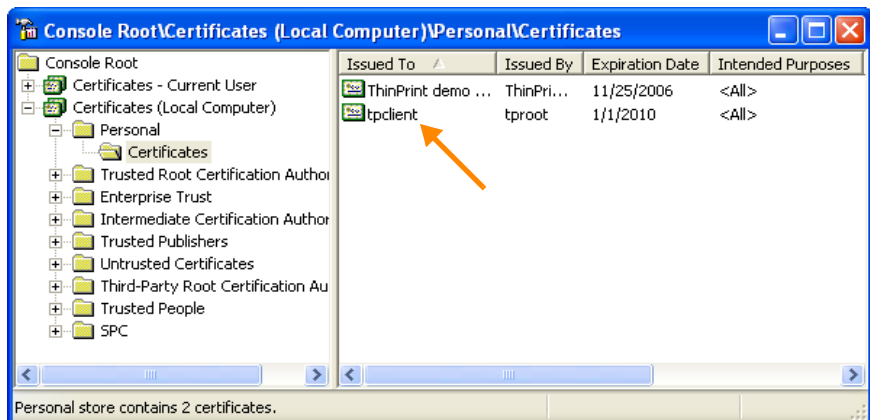 Console Root\Certificates (Local Computer)\Personal\Certificates
Console Root
Certificates - Current User
Certificates (Local Computer)
Personal
Certificates
Trusted Root Certification Author
Enterprise Trust
Intermediate Certification Author
Trusted Publishers
Untrusted Certificates
Third-Party Root Certification Au
Trusted People
SPC
Issued To Issued By Expiration Date Intended Purposes
ThinPrint demo ... ThinPri... 11/25/2006 <All>
tpclient tproot 1/1/2010 <All>
Personal store contains 2 certificates.